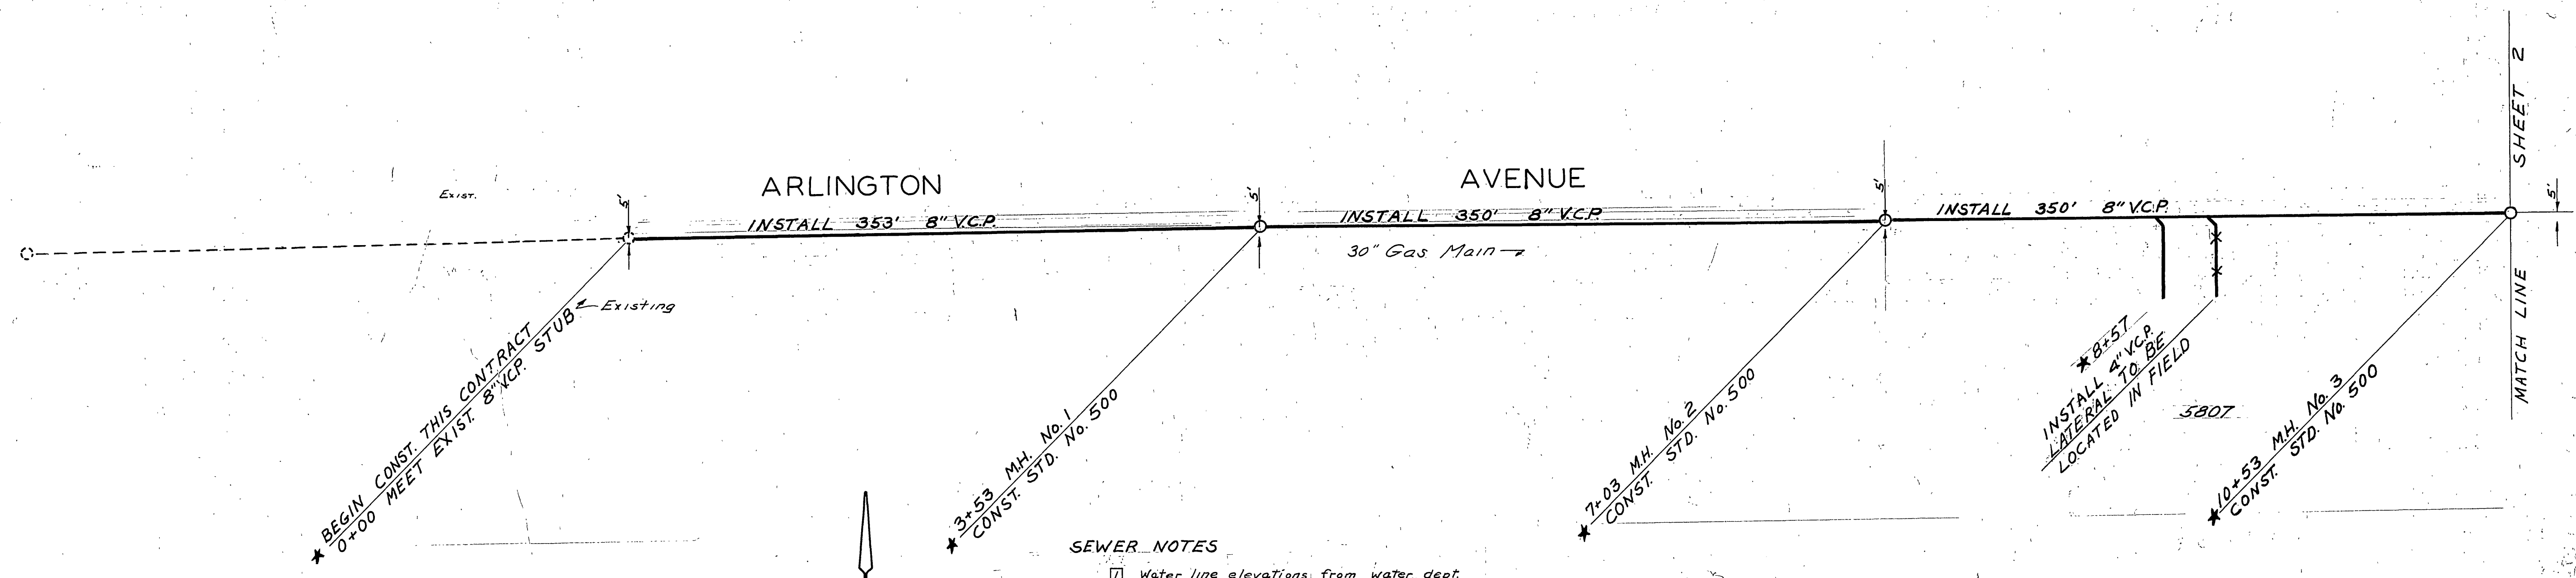 SHEET 2
ARLINGTON AVENUE
EXIST.
5'
5'
5'
5'
INSTALL 353' 8" V.C.P.
INSTALL 350' 8" V.C.P.
INSTALL 350' 8" V.C.P.
30" Gas Main
Existing
★ BEGIN CONST. THIS CONTRACT
0+00 MEET EXIST. 8" V.C.P. STUB
★ 3+53 M.H. No. 1
CONST. STD. No. 500
★ 7+03 M.H. No. 2
CONST. STD. No. 500
★ 8+57
INSTALL 4" V.C.P.
LATERAL TO BE
LOCATED IN FIELD
5807
★ 10+53 M.H. No. 3
CONST. STD. No. 500
MATCH LINE
SEWER NOTES
1 Water line elevations from water dept.